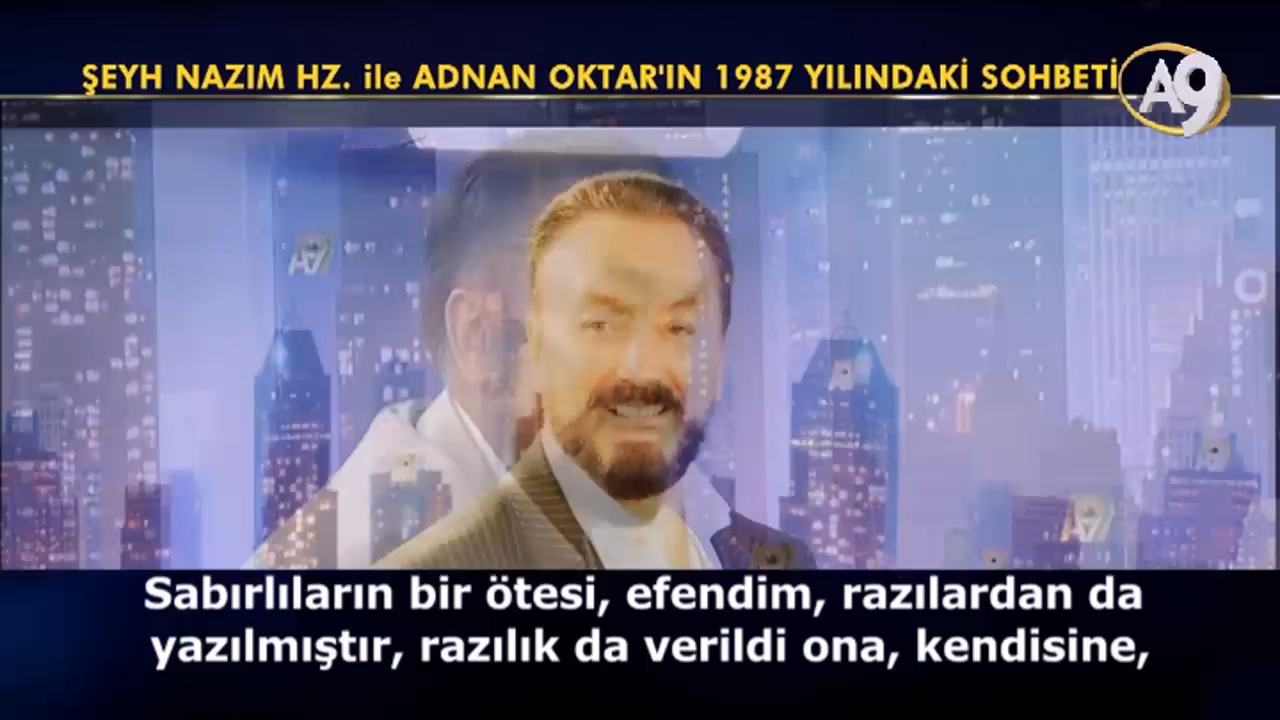 ŞEYH NAZIM HZ. ile ADNAN OKTAR'IN 1987 YILINDAKİ SOHBETİ
A9
Sabırlıların bir ötesi, efendim, razılardan da
yazılmıştır, razılık da verildi ona, kendisine,